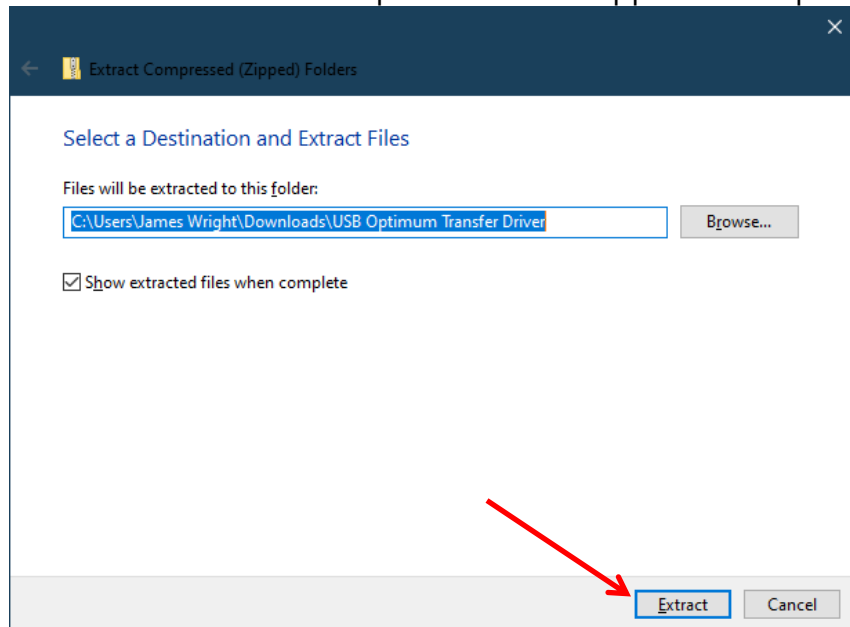 Extract Compressed (Zipped) Folders
Select a Destination and Extract Files
Files will be extracted to this folder:
C:\Users\James Wright\Downloads\USB Optimum Transfer Driver
Browse...
Show extracted files when complete
Extract
Cancel